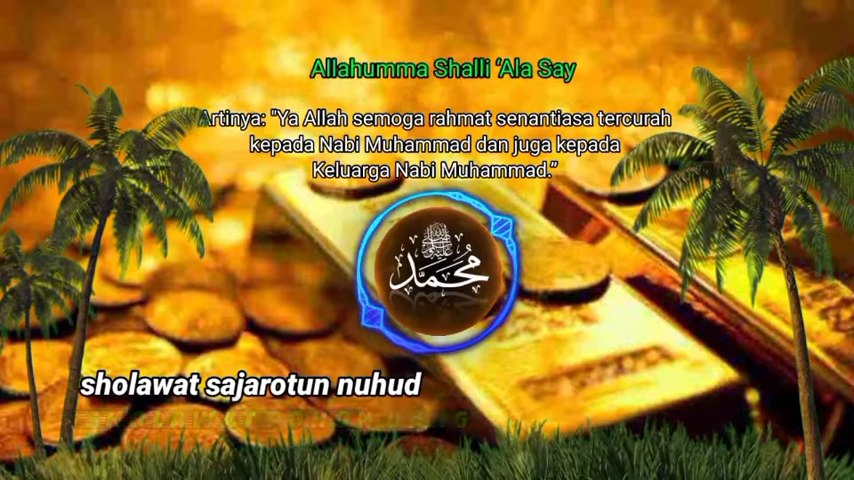 Allahumma Shalli ‘Ala Say
Artinya: "Ya Allah semoga rahmat senantiasa tercurah
kepada Nabi Muhammad dan juga kepada
Keluarga Nabi Muhammad.”
مُحَمَّد
sholawat sajarotun nuhud